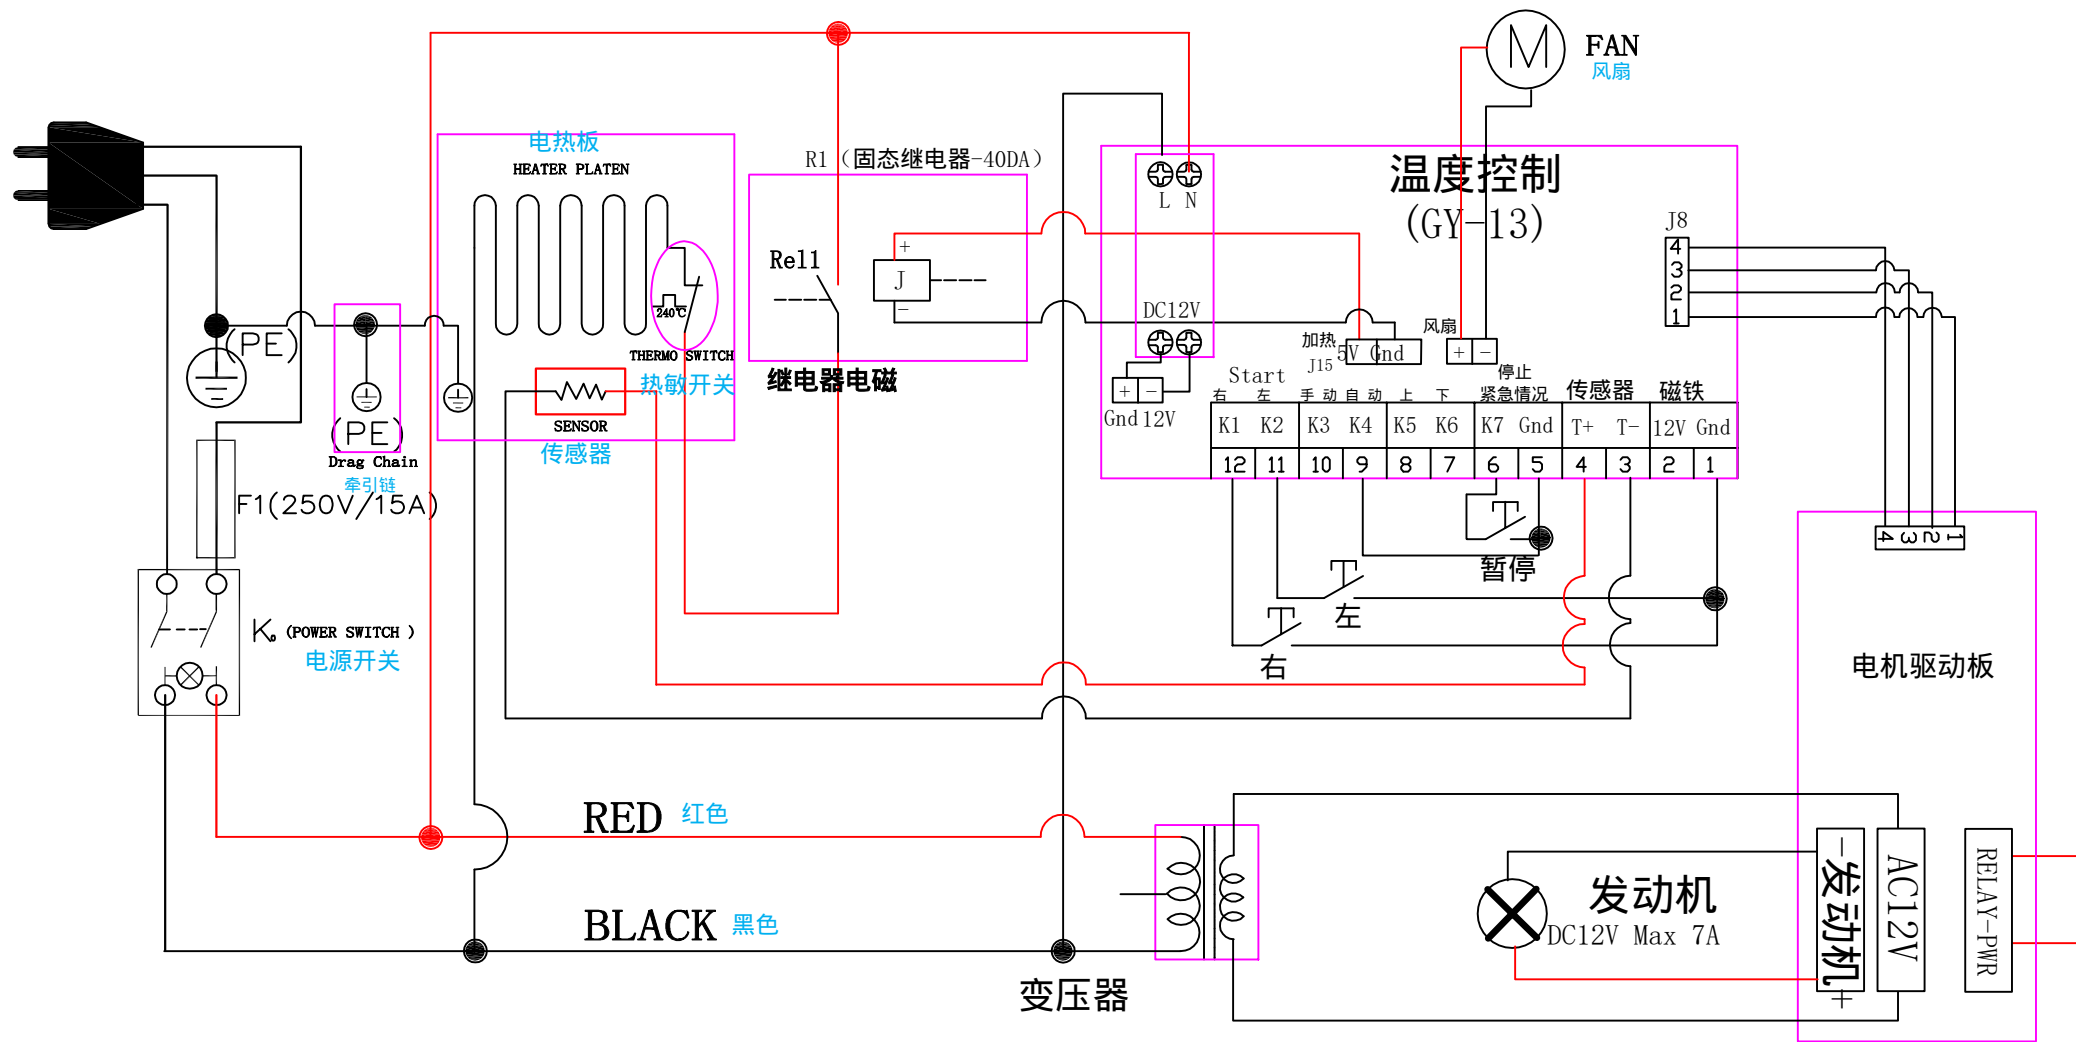 FAN
风扇
电热板
HEATER PLATEN
R1（固态继电器-40DA）
温度控制
(GY-13)
L N
J8
4
3
2
1
Rel1
+
J
−
240℃
DC12V
(PE)
THERMO SWITCH
热敏开关
继电器电磁
加热
J15
5V Gnd
风扇
+ −
停止
紧急情况
传感器
磁铁
+ −
Gnd 12V
Start
右 左 手动 自动 上 下
K1 K2 K3 K4 K5 K6 K7 Gnd T+ T- 12V Gnd
12 11 10 9 8 7 6 5 4 3 2 1
SENSOR
传感器
(PE)
Drag Chain
牵引链
F1(250V/15A)
4 3 2 1
暂停
左
右
K。(POWER SWITCH )
电源开关
电机驱动板
RED 红色
BLACK 黑色
变压器
发动机
DC12V Max 7A
−发动机+
AC12V
RELAY-PWR